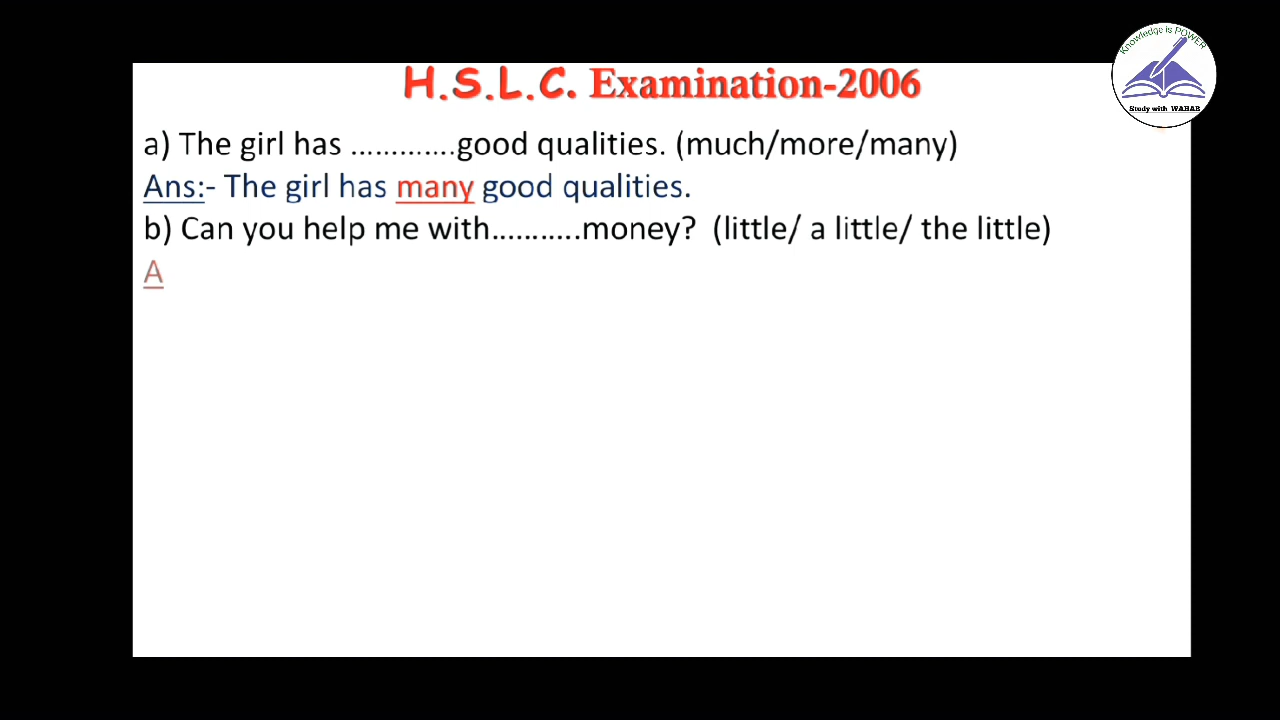 Knowledge is POWER
Study with WAHAB
H.S.L.C. Examination-2006
a) The girl has .............good qualities. (much/more/many)
Ans:- The girl has many good qualities.
b) Can you help me with...........money?  (little/ a little/ the little)
A